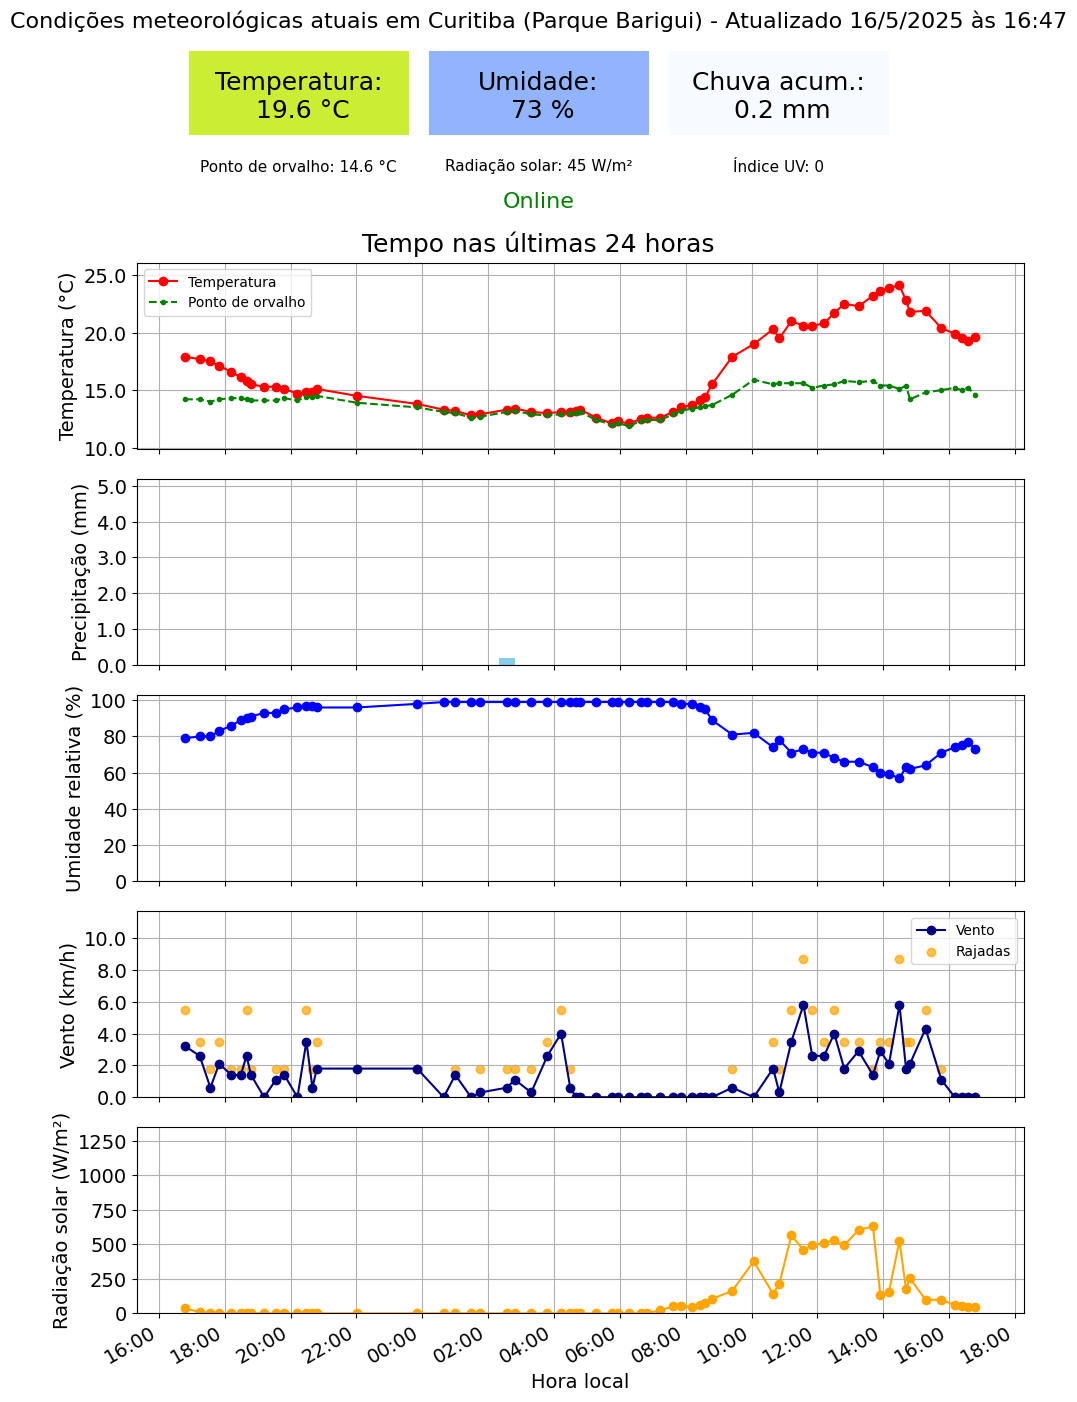 Condições meteorológicas atuais em Curitiba (Parque Barigui) - Atualizado 16/5/2025 às 16:47
Temperatura:
19.6 °C
Umidade:
73 %
Chuva acum.:
0.2 mm
Ponto de orvalho: 14.6 °C
Radiação solar: 45 W/m²
Índice UV: 0
Online
Tempo nas últimas 24 horas
Temperatura (°C)
25.0
20.0
15.0
10.0
Temperatura
Ponto de orvalho
Precipitação (mm)
5.0
4.0
3.0
2.0
1.0
0.0
Umidade relativa (%)
100
80
60
40
20
0
Vento (km/h)
10.0
8.0
6.0
4.0
2.0
0.0
Vento
Rajadas
Radiação solar (W/m²)
1250
1000
750
500
250
0
16:00
18:00
20:00
22:00
00:00
02:00
04:00
06:00
08:00
10:00
12:00
14:00
16:00
18:00
Hora local